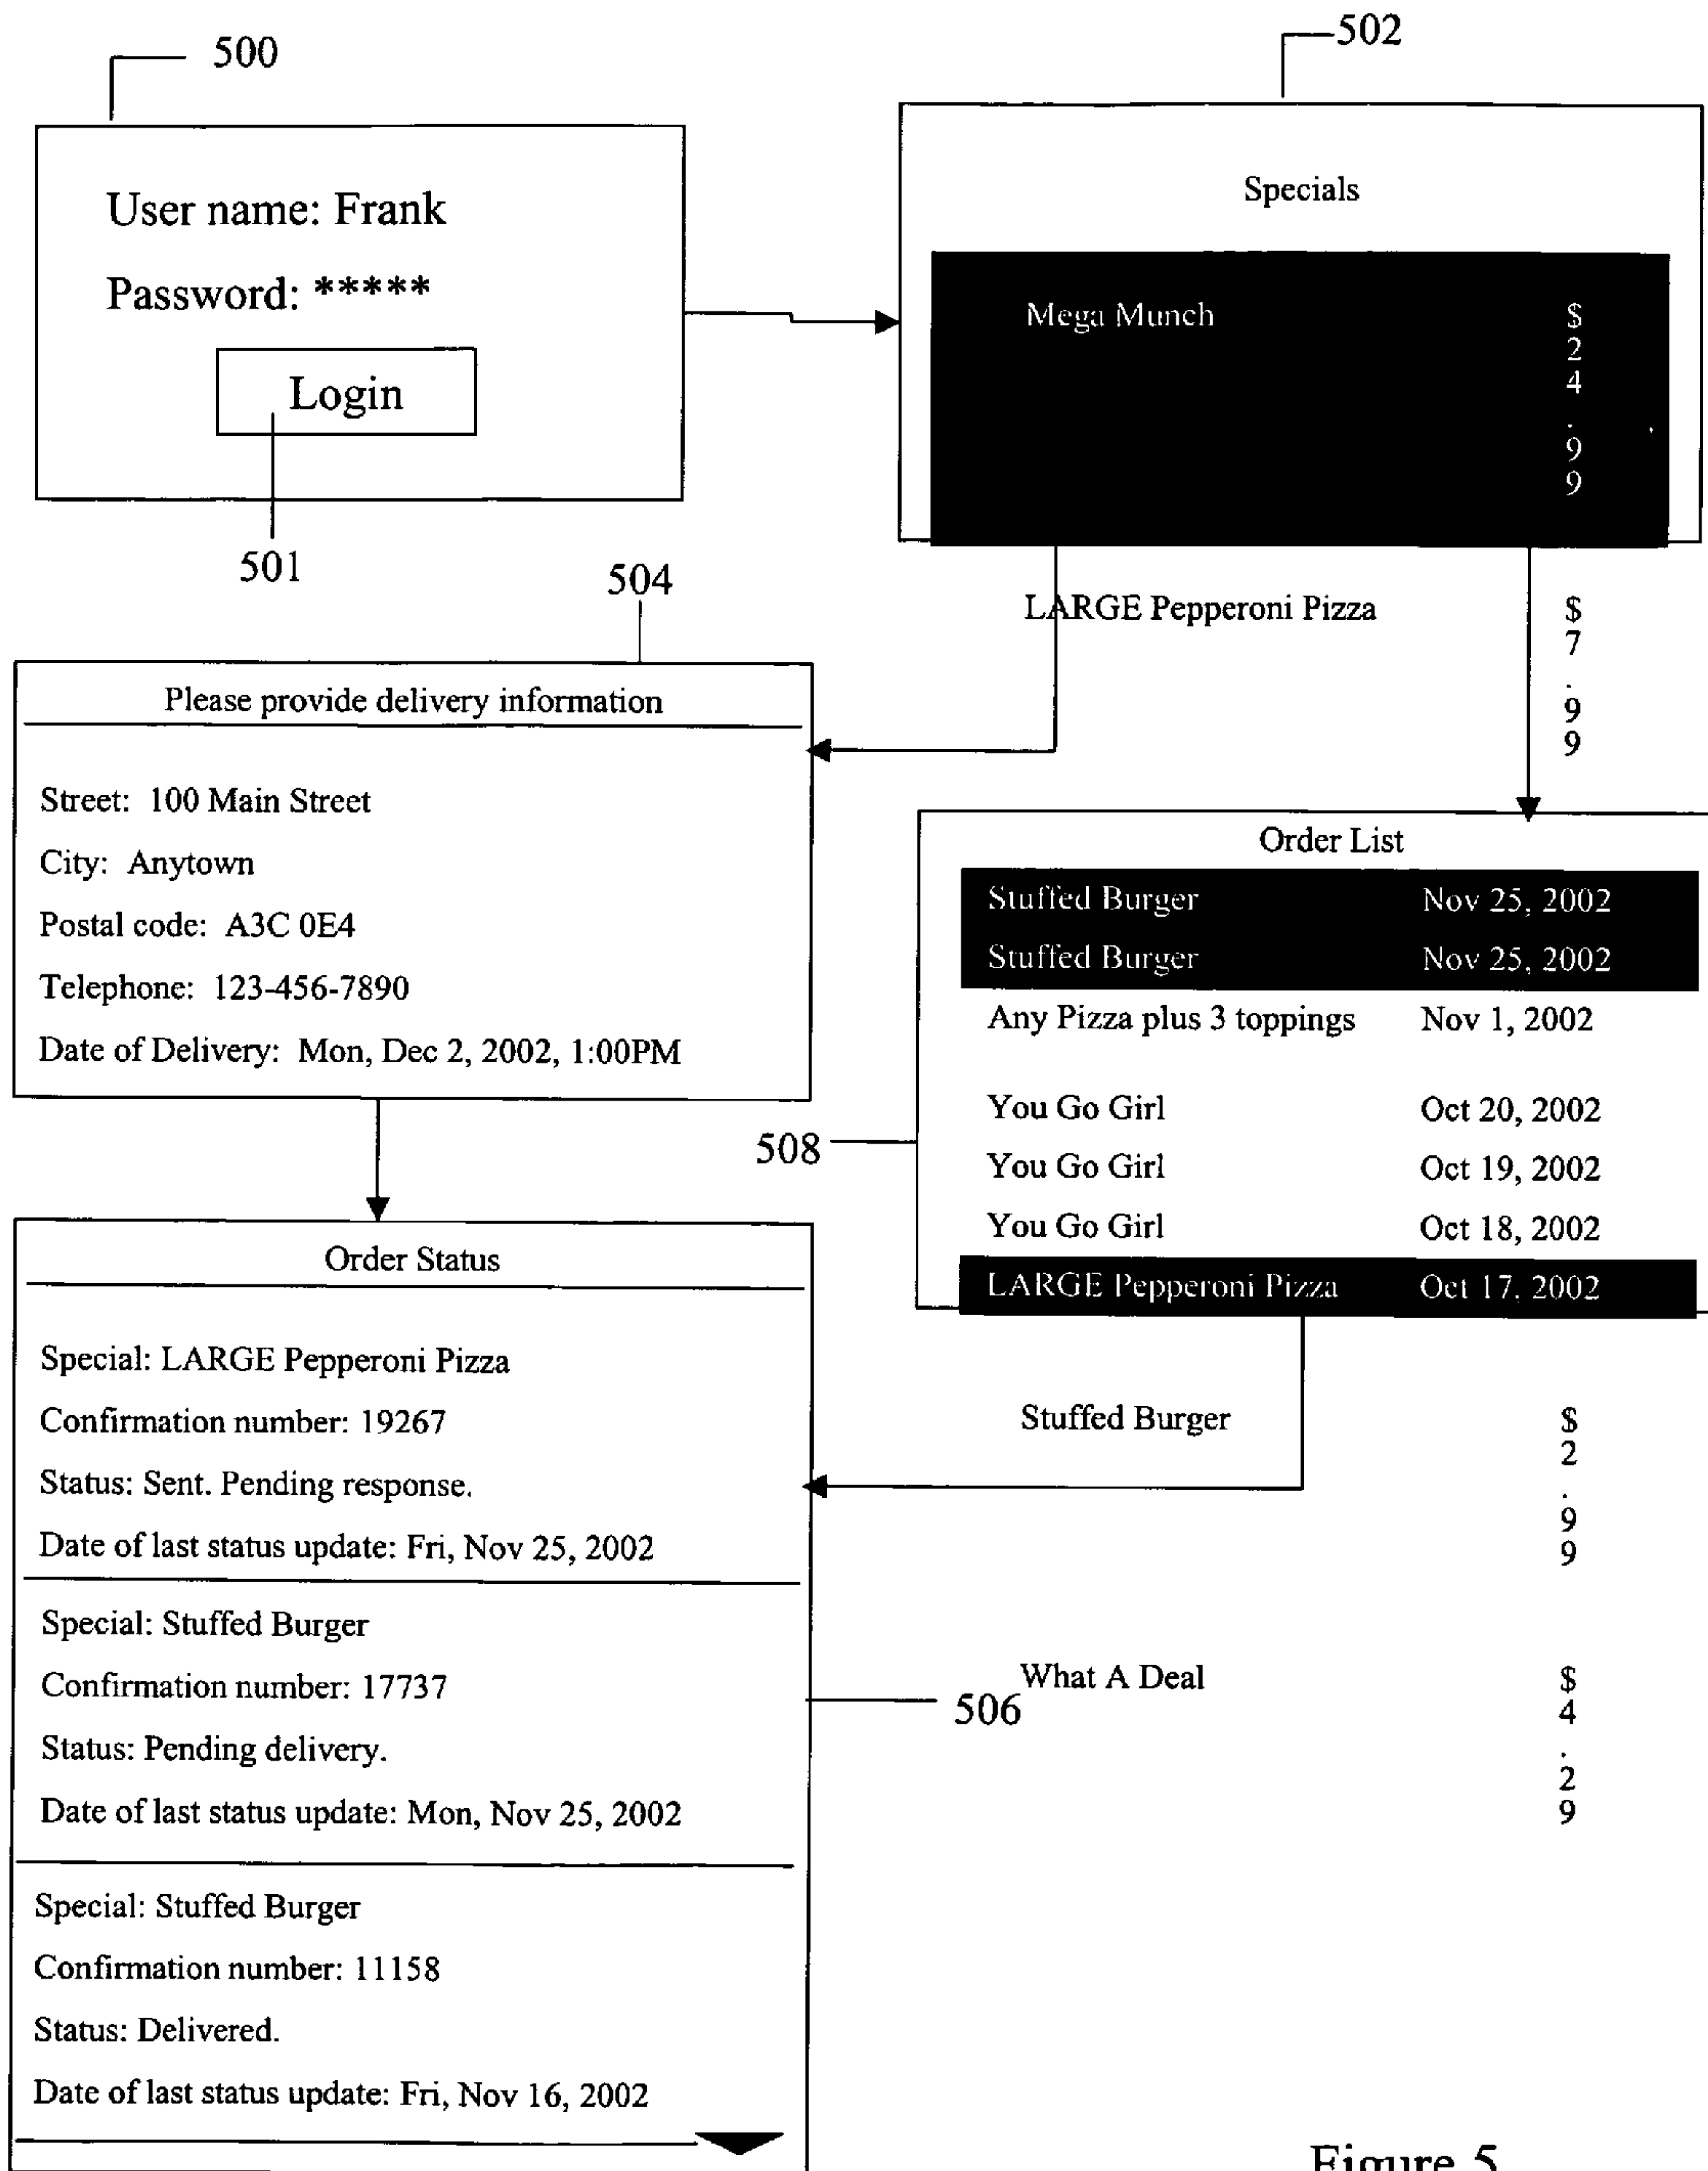 500
502
User name: Frank
Password: *****
Login
501
Specials
Mega Munch $24.99
LARGE Pepperoni Pizza $7.99
504
Please provide delivery information
Street: 100 Main Street
City: Anytown
Postal code: A3C 0E4
Telephone: 123-456-7890
Date of Delivery: Mon, Dec 2, 2002, 1:00PM
Order List
Stuffed Burger Nov 25, 2002
Stuffed Burger Nov 25, 2002
Any Pizza plus 3 toppings Nov 1, 2002
You Go Girl Oct 20, 2002
You Go Girl Oct 19, 2002
You Go Girl Oct 18, 2002
LARGE Pepperoni Pizza Oct 17, 2002
508
Stuffed Burger $2.99
What A Deal $4.29
Order Status
Special: LARGE Pepperoni Pizza
Confirmation number: 19267
Status: Sent. Pending response.
Date of last status update: Fri, Nov 25, 2002
Special: Stuffed Burger
Confirmation number: 17737
Status: Pending delivery.
Date of last status update: Mon, Nov 25, 2002
506
Special: Stuffed Burger
Confirmation number: 11158
Status: Delivered.
Date of last status update: Fri, Nov 16, 2002
Figure 5